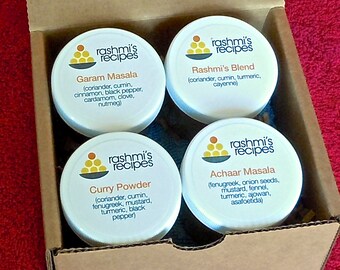 rashmi's
recipes
Garam Masala
(coriander, cumin,
cinnamon, black pepper,
cardamom, clove,
nutmeg)
rashmi's
recipes
Rashmi's Blend
(coriander, cumin, turmeric,
cayenne)
rashmi's
recipes
Curry Powder
(coriander, cumin,
fenugreek, mustard,
turmeric, black
pepper)
rashmi's
recipes
Achaar Masala
(fenugreek, onion seeds,
mustard, fennel,
turmeric, ajowan,
asafoetida)